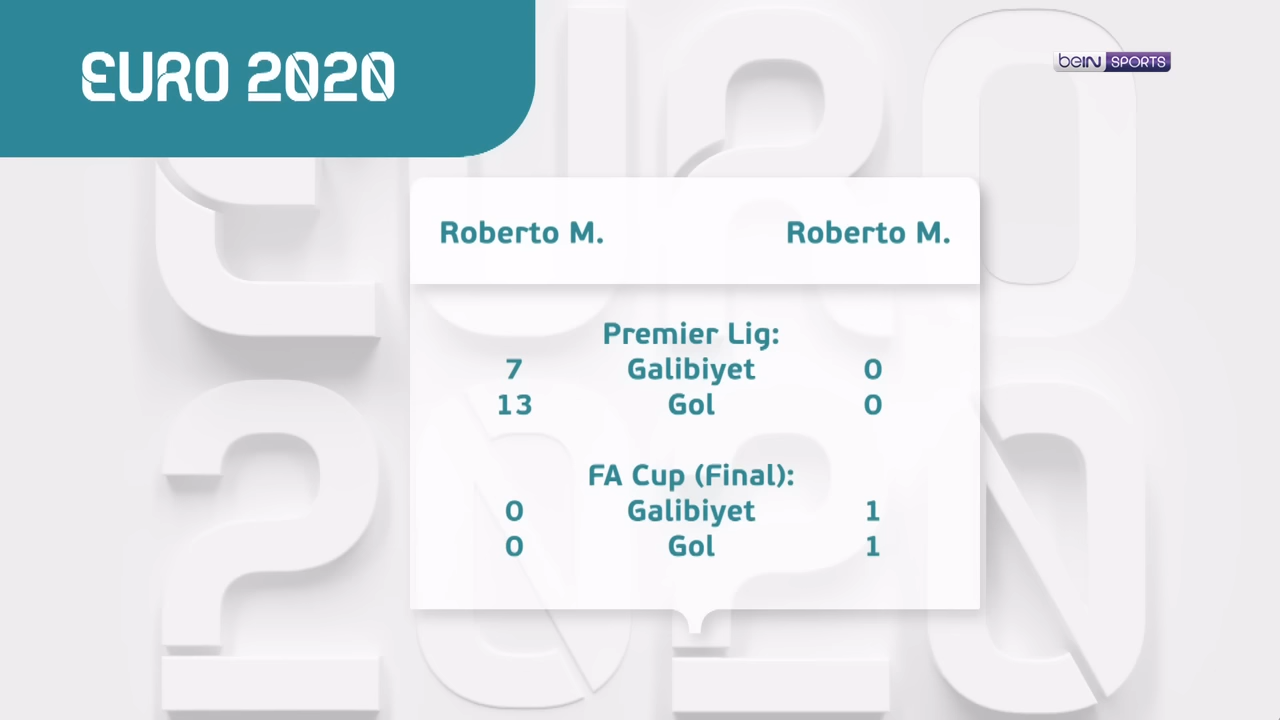 EURO 2020
beIN SPORTS
Roberto M. Roberto M.
Premier Lig:
7 Galibiyet 0
13 Gol 0
FA Cup (Final):
0 Galibiyet 1
0 Gol 1